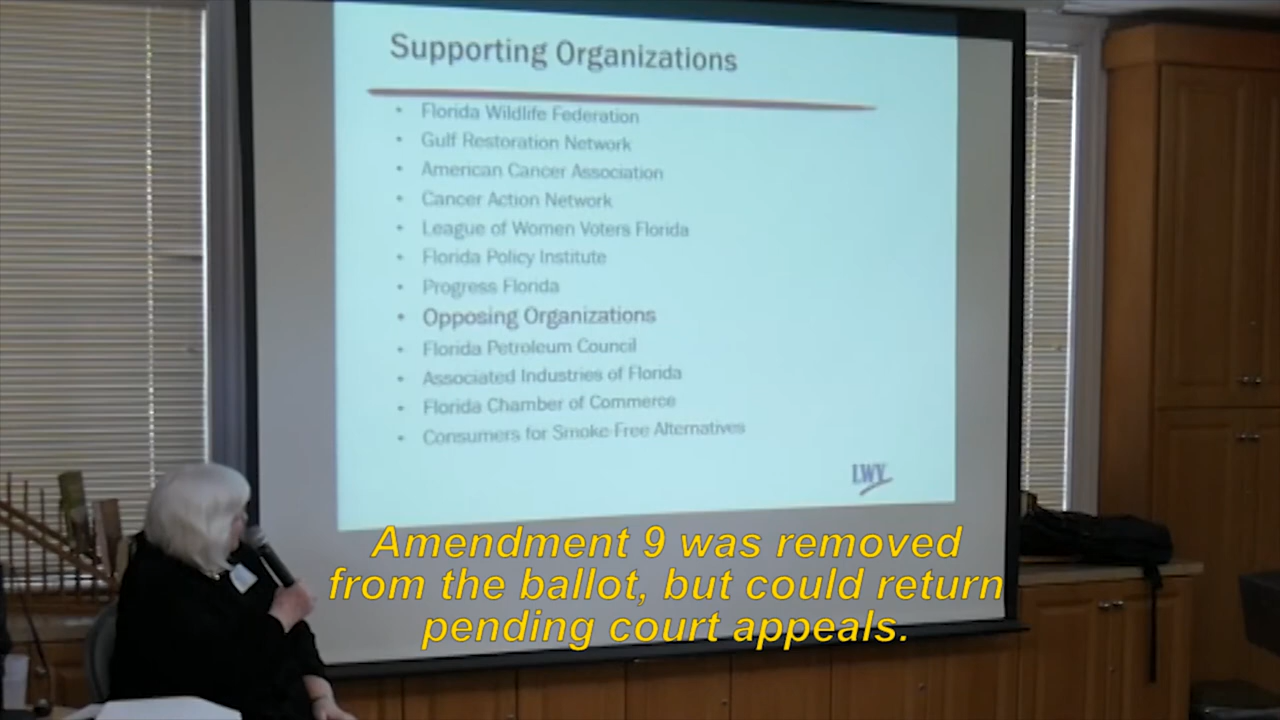 Supporting Organizations
• Florida Wildlife Federation
• Gulf Restoration Network
• American Cancer Association
• Cancer Action Network
• League of Women Voters Florida
• Florida Policy Institute
• Progress Florida
• Opposing Organizations
• Florida Petroleum Council
• Associated Industries of Florida
• Florida Chamber of Commerce
• Consumers for Smoke-Free Alternatives
LWV
Amendment 9 was removed
from the ballot, but could return
pending court appeals.